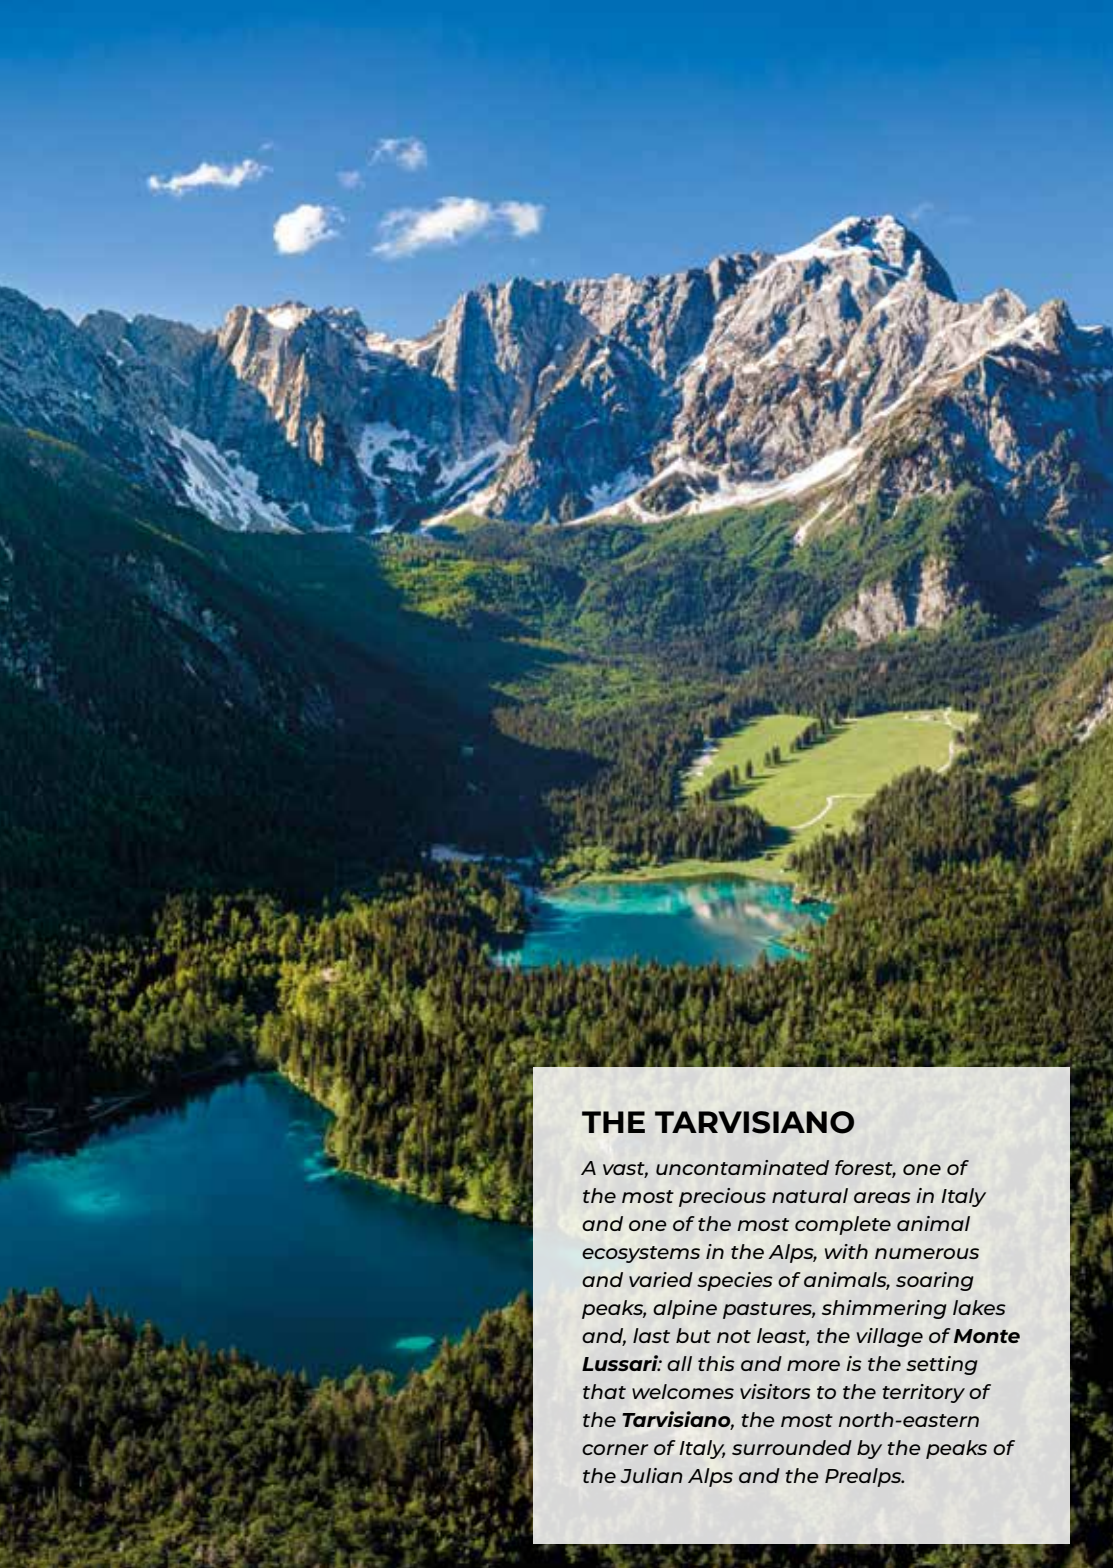 THE TARVISIANO
A vast, uncontaminated forest, one of
the most precious natural areas in Italy
and one of the most complete animal
ecosystems in the Alps, with numerous
and varied species of animals, soaring
peaks, alpine pastures, shimmering lakes
and, last but not least, the village of Monte
Lussari: all this and more is the setting
that welcomes visitors to the territory of
the Tarvisiano, the most north-eastern
corner of Italy, surrounded by the peaks of
the Julian Alps and the Prealps.